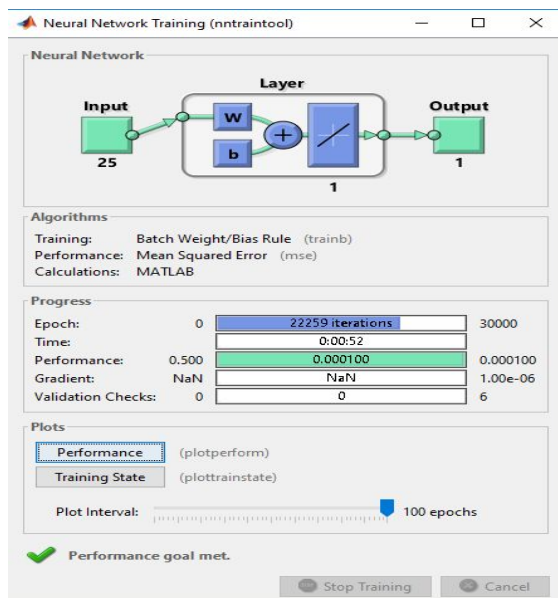 Neural Network Training (nntraintool)
Neural Network
Layer
Input
Output
W
b
+
25
1
1
Algorithms
Training: Batch Weight/Bias Rule (trainb)
Performance: Mean Squared Error (mse)
Calculations: MATLAB
Progress
Epoch: 0 22259 iterations 30000
Time: 0:00:52
Performance: 0.500 0.000100 0.000100
Gradient: NaN NaN 1.00e-06
Validation Checks: 0 0 6
Plots
Performance (plotperform)
Training State (plottrainstate)
Plot Interval: 100 epochs
Performance goal met.
Stop Training Cancel